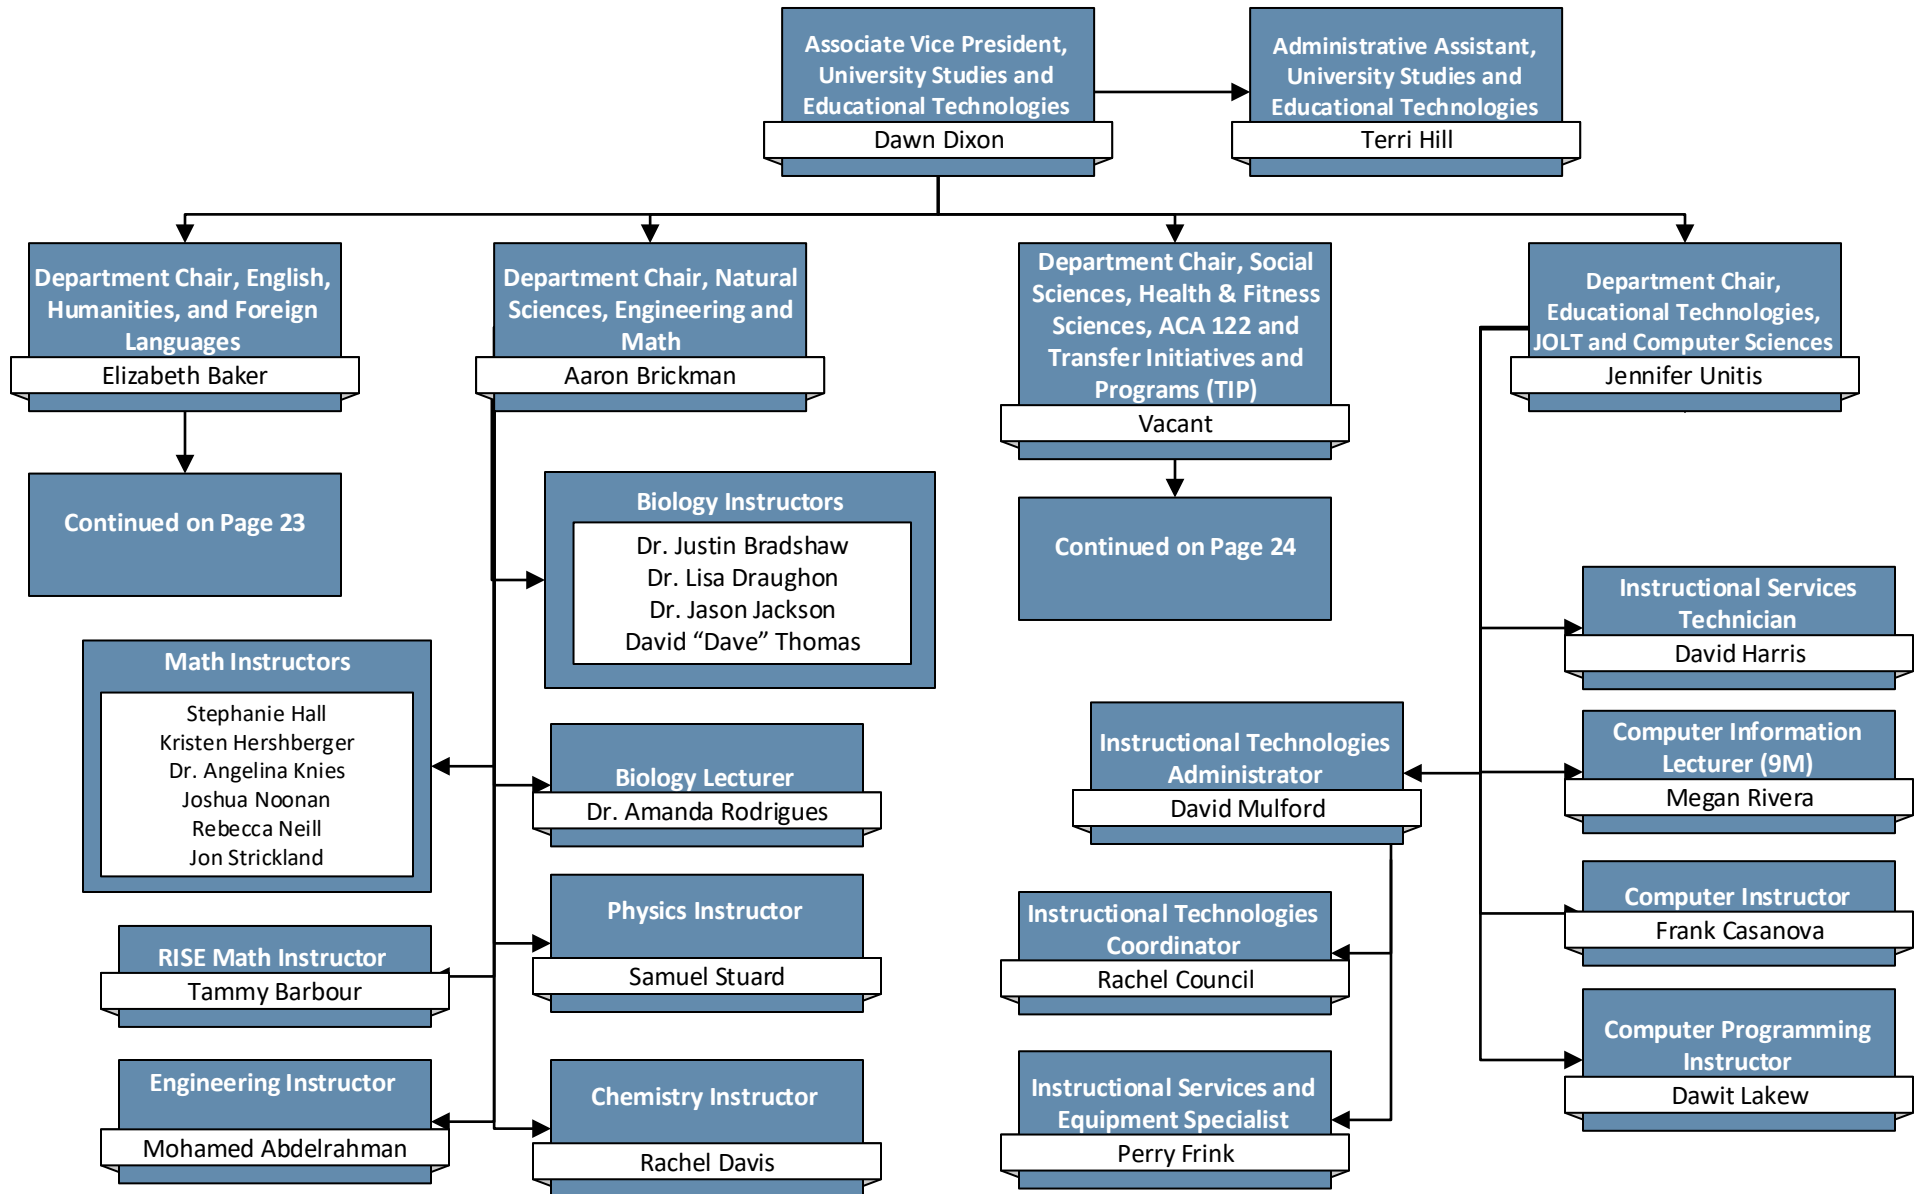 Associate Vice President,
University Studies and
Educational Technologies
Dawn Dixon
Administrative Assistant,
University Studies and
Educational Technologies
Terri Hill
Department Chair, English,
Humanities, and Foreign
Languages
Elizabeth Baker
Continued on Page 23
Department Chair, Natural
Sciences, Engineering and
Math
Aaron Brickman
Biology Instructors
Dr. Justin Bradshaw
Dr. Lisa Draughon
Dr. Jason Jackson
David “Dave” Thomas
Math Instructors
Stephanie Hall
Kristen Hershberger
Dr. Angelina Knies
Joshua Noonan
Rebecca Neill
Jon Strickland
Biology Lecturer
Dr. Amanda Rodrigues
Physics Instructor
Samuel Stuard
RISE Math Instructor
Tammy Barbour
Engineering Instructor
Mohamed Abdelrahman
Chemistry Instructor
Rachel Davis
Department Chair, Social
Sciences, Health & Fitness
Sciences, ACA 122 and
Transfer Initiatives and
Programs (TIP)
Vacant
Continued on Page 24
Department Chair,
Educational Technologies,
JOLT and Computer Sciences
Jennifer Unitis
Instructional Services
Technician
David Harris
Instructional Technologies
Administrator
David Mulford
Computer Information
Lecturer (9M)
Megan Rivera
Instructional Technologies
Coordinator
Rachel Council
Computer Instructor
Frank Casanova
Instructional Services and
Equipment Specialist
Perry Frink
Computer Programming
Instructor
Dawit Lakew